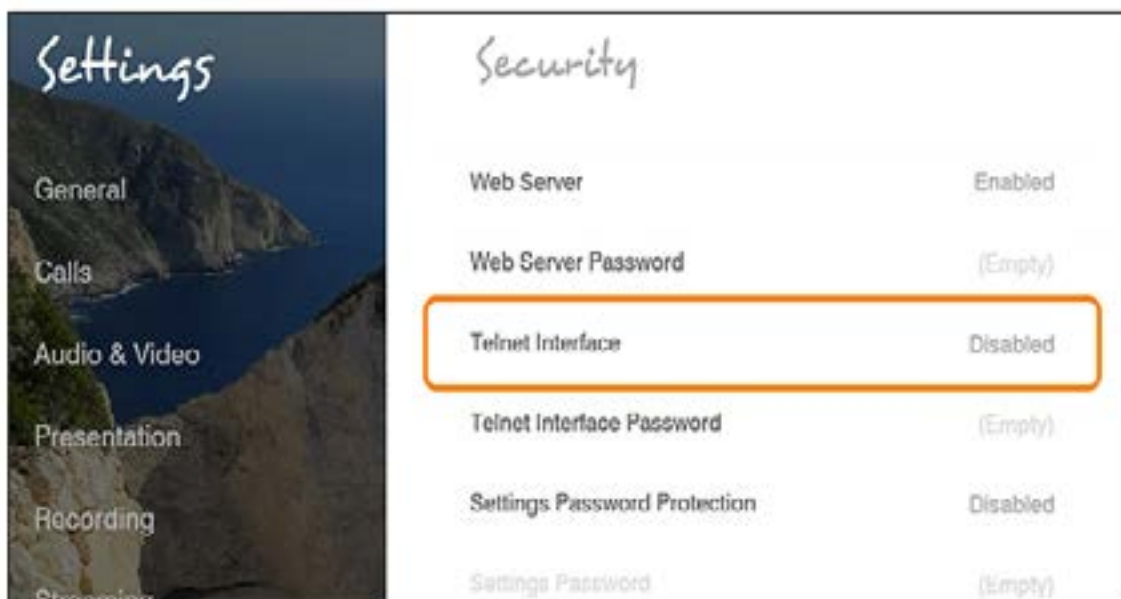 Settings
General
Calls
Audio & Video
Presentation
Recording
Streaming
Security
Web Server Enabled
Web Server Password (Empty)
Telnet Interface Disabled
Telnet Interface Password (Empty)
Settings Password Protection Disabled
Settings Password (Empty)